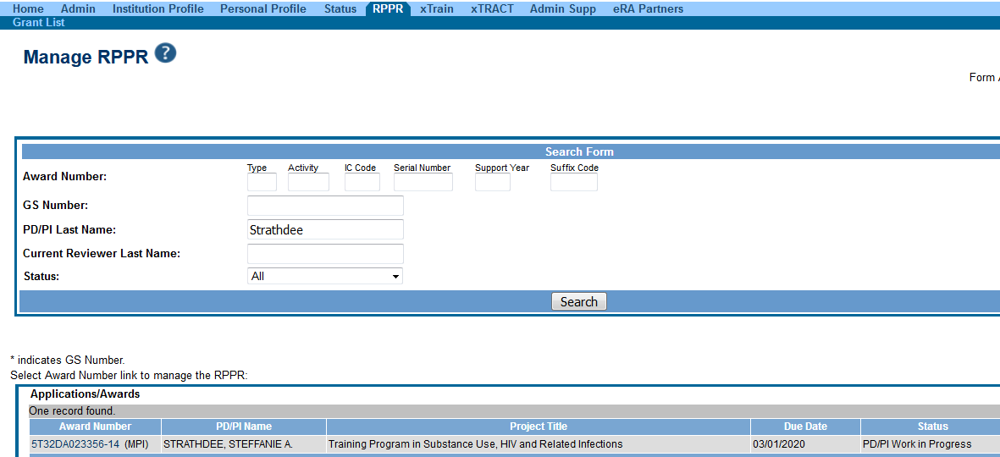 Home Admin Institution Profile Personal Profile Status RPPR xTrain xTRACT Admin Supp eRA Partners
Grant List
Manage RPPR ?
Form
Search Form
Type Activity IC Code Serial Number Support Year Suffix Code
Award Number:
GS Number:
PD/PI Last Name: Strathdee
Current Reviewer Last Name:
Status: All
Search
* indicates GS Number.
Select Award Number link to manage the RPPR:
Applications/Awards
One record found.
Award Number PD/PI Name Project Title Due Date Status
5T32DA023356-14 (MPI) STRATHDEE, STEFFANIE A. Training Program in Substance Use, HIV and Related Infections 03/01/2020 PD/PI Work in Progress